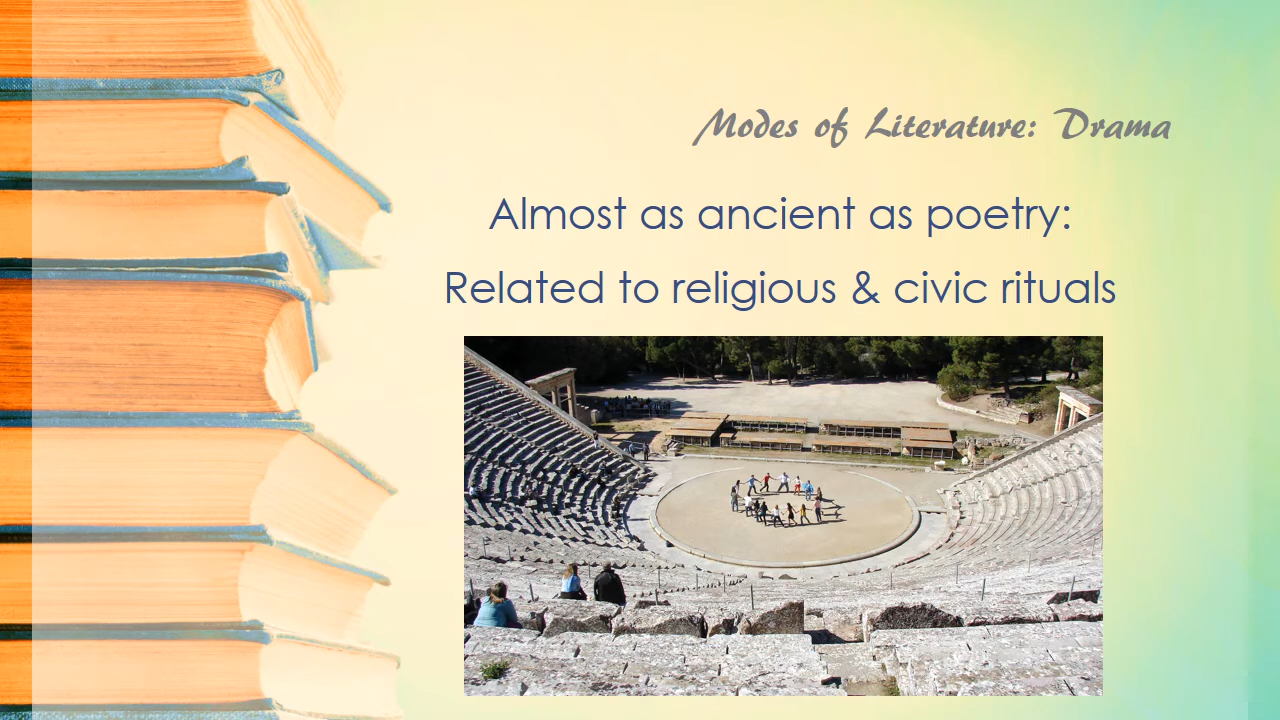 Modes of Literature: Drama
Almost as ancient as poetry:
Related to religious & civic rituals